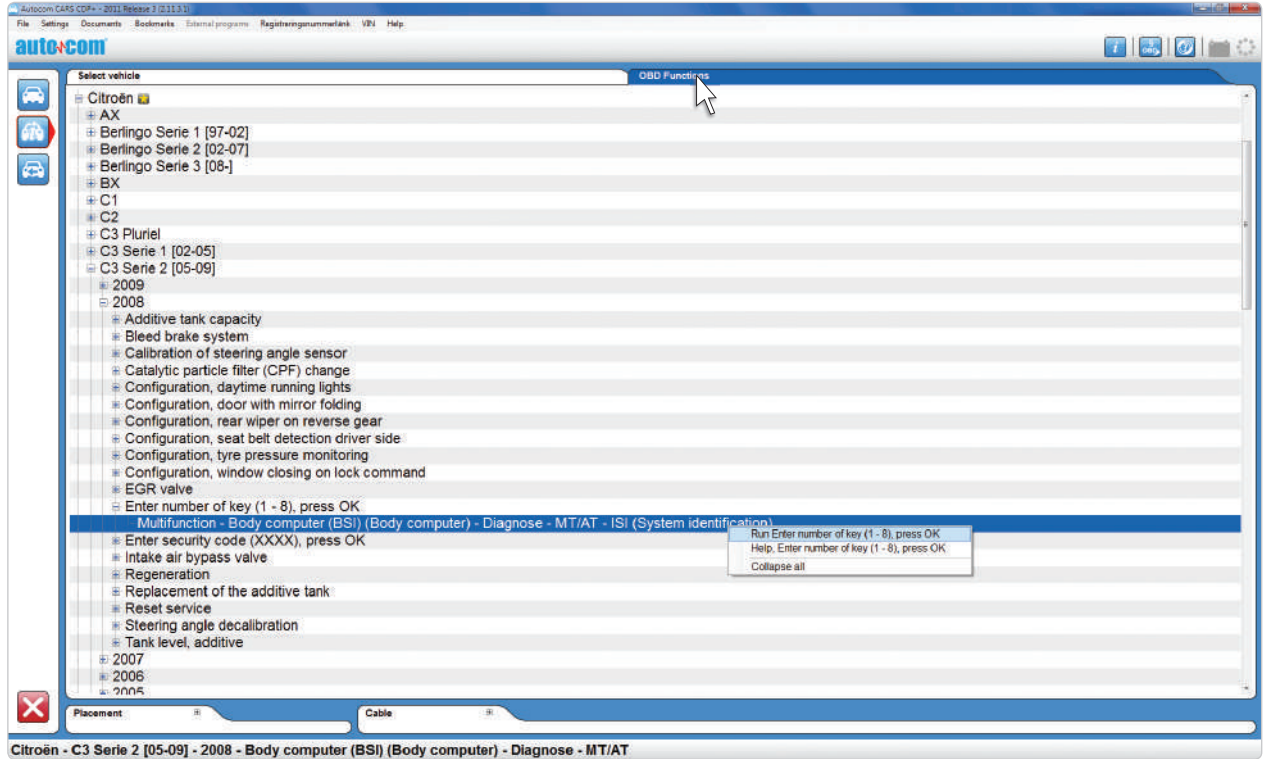 Autocom CARS CDP+ - 2011 Release 3 (2.11.3.1)
File Settings Documents Bookmarks External programs Registreringsnummerlänk VIN Help
autocom
Select vehicle
OBD Functions
Citroën
AX
Berlingo Serie 1 [97-02]
Berlingo Serie 2 [02-07]
Berlingo Serie 3 [08-]
BX
C1
C2
C3 Pluriel
C3 Serie 1 [02-05]
C3 Serie 2 [05-09]
2009
2008
Additive tank capacity
Bleed brake system
Calibration of steering angle sensor
Catalytic particle filter (CPF) change
Configuration, daytime running lights
Configuration, door with mirror folding
Configuration, rear wiper on reverse gear
Configuration, seat belt detection driver side
Configuration, tyre pressure monitoring
Configuration, window closing on lock command
EGR valve
Enter number of key (1 - 8), press OK
Multifunction - Body computer (BSI) (Body computer) - Diagnose - MT/AT - ISI (System identification)
Run Enter number of key (1 - 8), press OK
Help, Enter number of key (1 - 8), press OK
Collapse all
Enter security code (XXXX), press OK
Intake air bypass valve
Regeneration
Replacement of the additive tank
Reset service
Steering angle decalibration
Tank level, additive
2007
2006
2005
Placement
Cable
Citroën - C3 Serie 2 [05-09] - 2008 - Body computer (BSI) (Body computer) - Diagnose - MT/AT